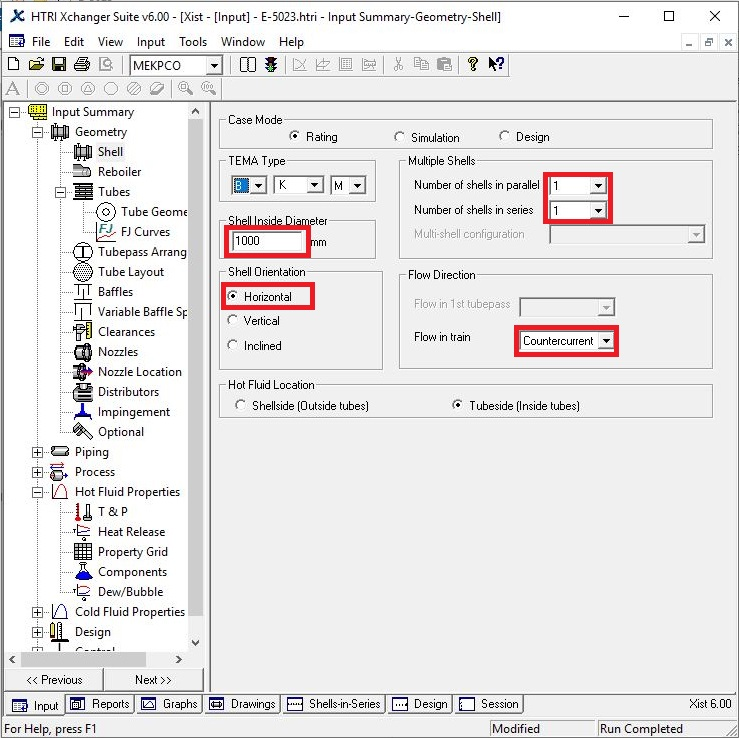 HTRI Xchanger Suite v6.00 - [Xist - [Input] - E-5023.htri - Input Summary-Geometry-Shell]
File Edit View Input Tools Window Help
MEKPCO
Input Summary
Geometry
Shell
Reboiler
Tubes
Tube Geome
FJ Curves
Tubepass Arrang
Tube Layout
Baffles
Variable Baffle Sp
Clearances
Nozzles
Nozzle Location
Distributors
Impingement
Optional
Piping
Process
Hot Fluid Properties
T & P
Heat Release
Property Grid
Components
Dew/Bubble
Cold Fluid Properties
Design
Control
<< Previous Next >>
Case Mode
Rating Simulation Design
TEMA Type
B K M
Multiple Shells
Number of shells in parallel 1
Number of shells in series 1
Multi-shell configuration
Shell Inside Diameter
1000 mm
Shell Orientation
Horizontal
Vertical
Inclined
Flow Direction
Flow in 1st tubepass
Flow in train Countercurrent
Hot Fluid Location
Shellside (Outside tubes) Tubeside (Inside tubes)
Input Reports Graphs Drawings Shells-in-Series Design Session Xist 6.00
For Help, press F1 Modified Run Completed